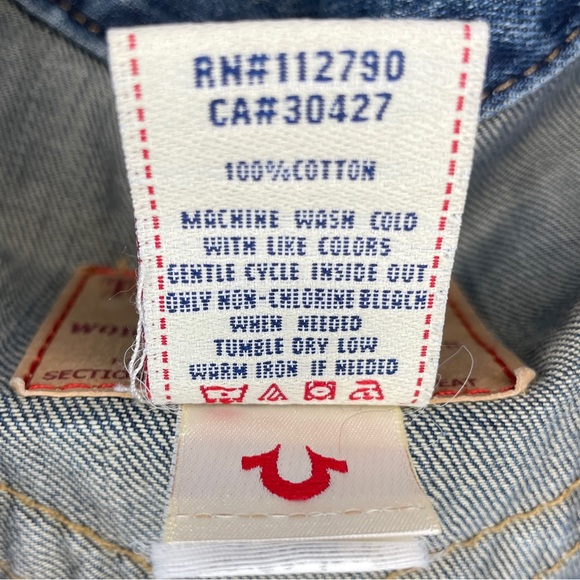 RN#112790
CA#30427
100%COTTON
MACHINE WASH COLD
WITH LIKE COLORS
GENTLE CYCLE INSIDE OUT
ONLY NON-CHLORINE BLEACH
WHEN NEEDED
TUMBLE DRY LOW
WARM IRON IF NEEDED
SECTION